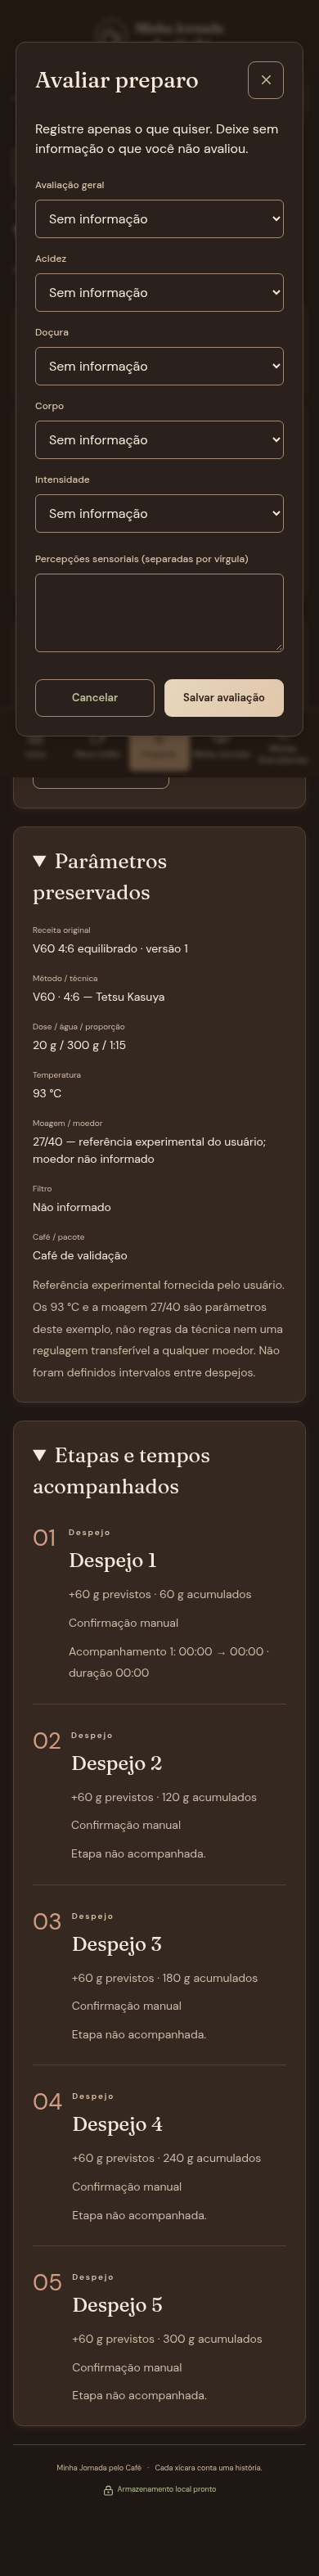 Minha Jornada
Avaliar preparo
Registre apenas o que quiser. Deixe sem
informação o que você não avaliou.
Avaliação geral
Sem informação
Acidez
Sem informação
Doçura
Sem informação
Corpo
Sem informação
Intensidade
Sem informação
Percepções sensoriais (separadas por vírgula)
Cancelar
Salvar avaliação
Parâmetros
preservados
Receita original
V60 4:6 equilibrado · versão 1
Método / técnica
V60 · 4:6 — Tetsu Kasuya
Dose / água / proporção
20 g / 300 g / 1:15
Temperatura
93 °C
Moagem / moedor
27/40 — referência experimental do usuário;
moedor não informado
Filtro
Não informado
Café / pacote
Café de validação
Referência experimental fornecida pelo usuário.
Os 93 °C e a moagem 27/40 são parâmetros
deste exemplo, não regras da técnica nem uma
regulagem transferível a qualquer moedor. Não
foram definidos intervalos entre despejos.
Etapas e tempos
acompanhados
01
Despejo
Despejo 1
+60 g previstos · 60 g acumulados
Confirmação manual
Acompanhamento 1: 00:00 → 00:00 ·
duração 00:00
02
Despejo
Despejo 2
+60 g previstos · 120 g acumulados
Confirmação manual
Etapa não acompanhada.
03
Despejo
Despejo 3
+60 g previstos · 180 g acumulados
Confirmação manual
Etapa não acompanhada.
04
Despejo
Despejo 4
+60 g previstos · 240 g acumulados
Confirmação manual
Etapa não acompanhada.
05
Despejo
Despejo 5
+60 g previstos · 300 g acumulados
Confirmação manual
Etapa não acompanhada.
Minha Jornada pelo Café · Cada xícara conta uma história.
Armazenamento local pronto